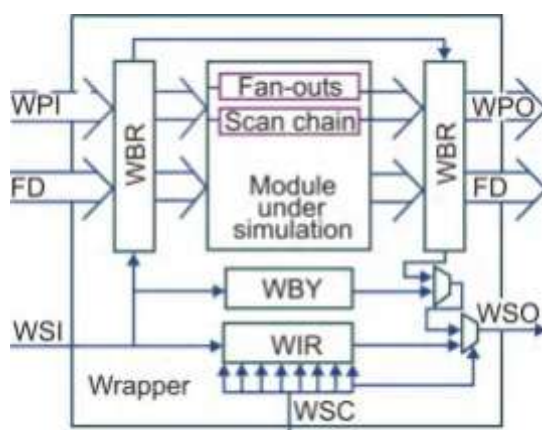 Fan-outs
WPI
WBR
Scan chain
WBR
WPO
FD
Module
under
simulation
FD
WBY
WSO
WSI
WIR
Wrapper
WSC